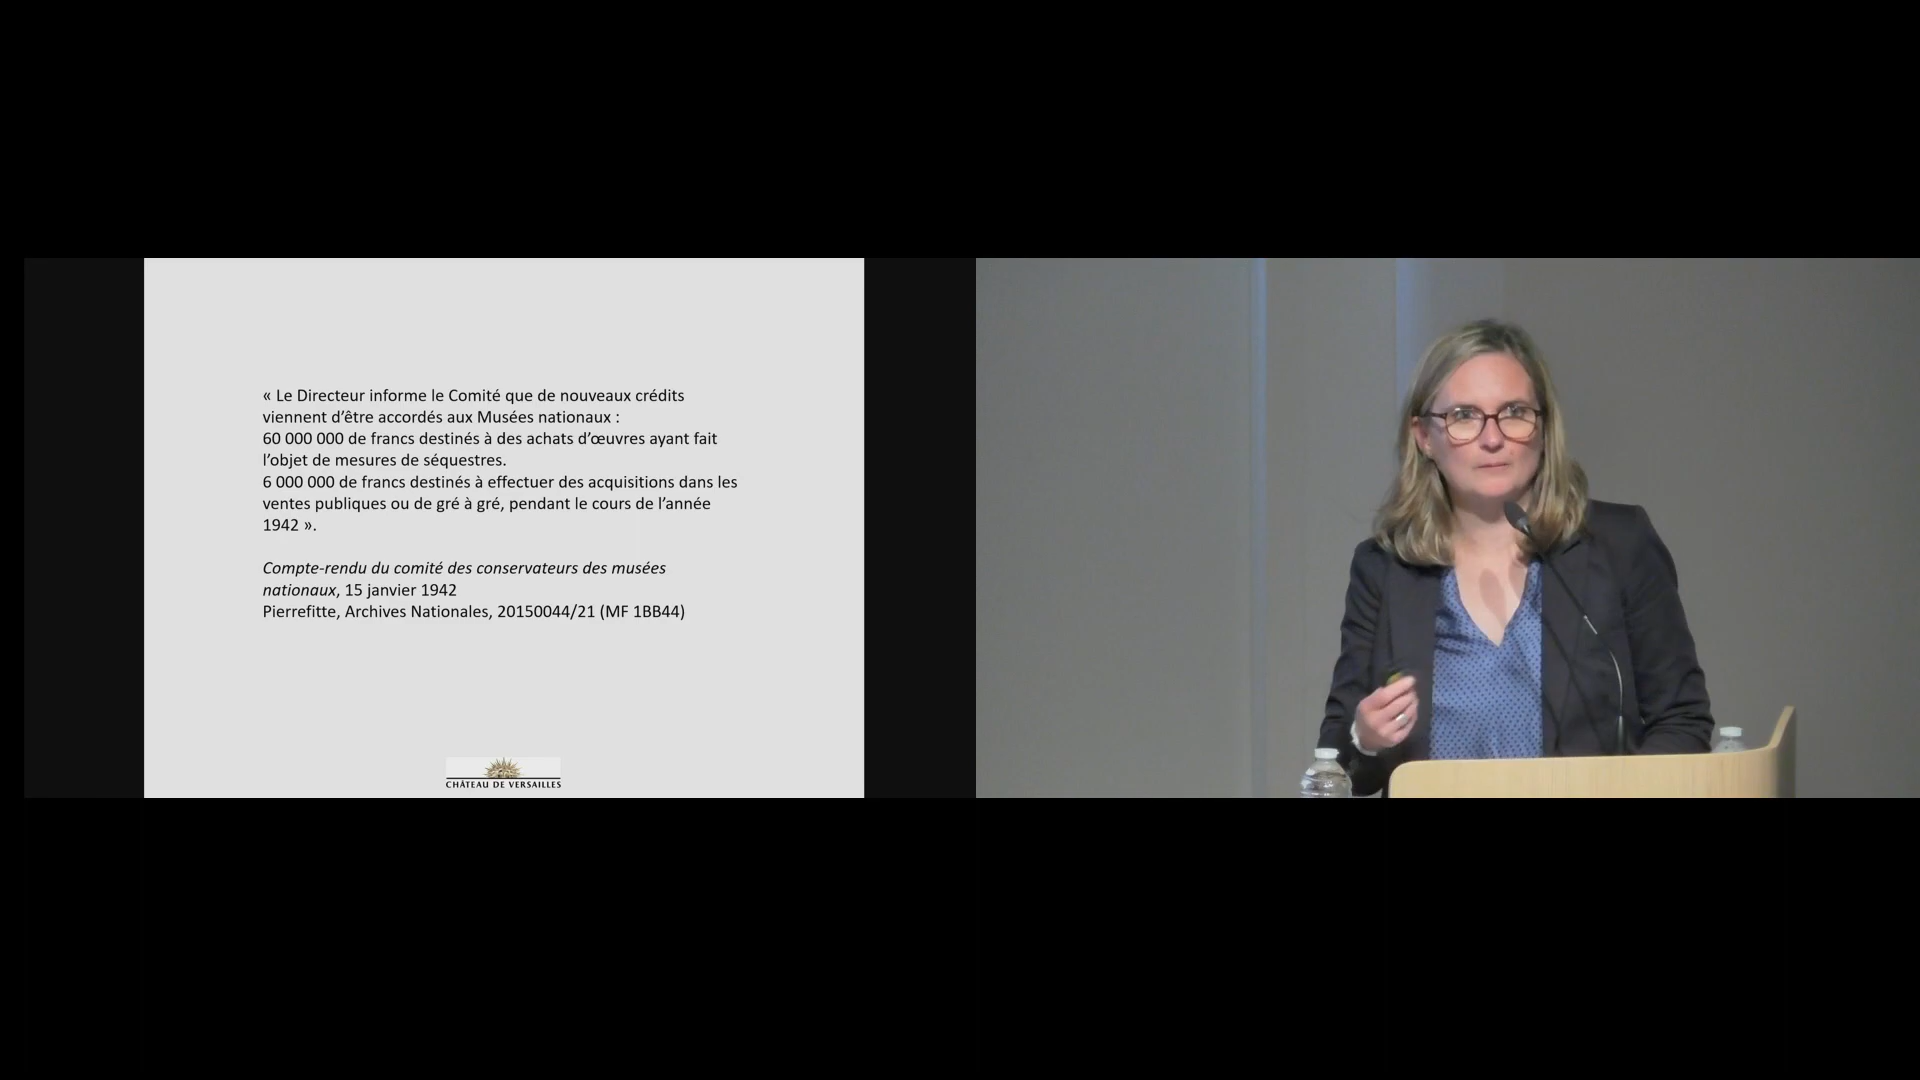 « Le Directeur informe le Comité que de nouveaux crédits
viennent d’être accordés aux Musées nationaux :
60 000 000 de francs destinés à des achats d’œuvres ayant fait
l’objet de mesures de séquestres.
6 000 000 de francs destinés à effectuer des acquisitions dans les
ventes publiques ou de gré à gré, pendant le cours de l’année
1942 ».
Compte-rendu du comité des conservateurs des musées
nationaux, 15 janvier 1942
Pierrefitte, Archives Nationales, 20150044/21 (MF 1BB44)
CHÂTEAU DE VERSAILLES